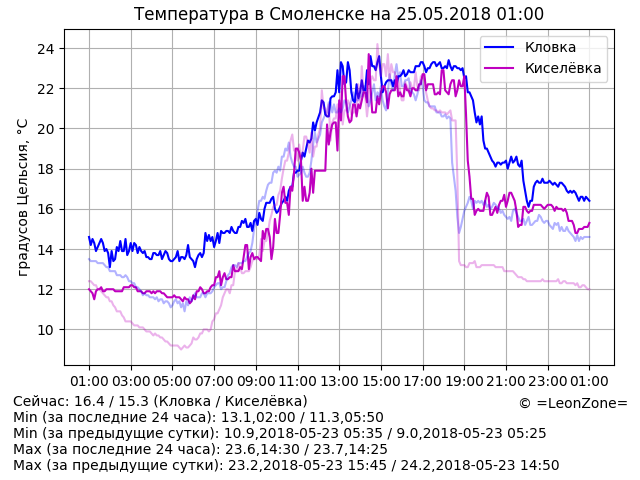 Температура в Смоленске на 25.05.2018 01:00
Кловка
Киселёвка
градусов Цельсия, °C
24
22
20
18
16
14
12
10
01:00 03:00 05:00 07:00 09:00 11:00 13:00 15:00 17:00 19:00 21:00 23:00 01:00
Сейчас: 16.4 / 15.3 (Кловка / Киселёвка)
© =LeonZone=
Min (за последние 24 часа): 13.1,02:00 / 11.3,05:50
Min (за предыдущие сутки): 10.9,2018-05-23 05:35 / 9.0,2018-05-23 05:25
Max (за последние 24 часа): 23.6,14:30 / 23.7,14:25
Max (за предыдущие сутки): 23.2,2018-05-23 15:45 / 24.2,2018-05-23 14:50